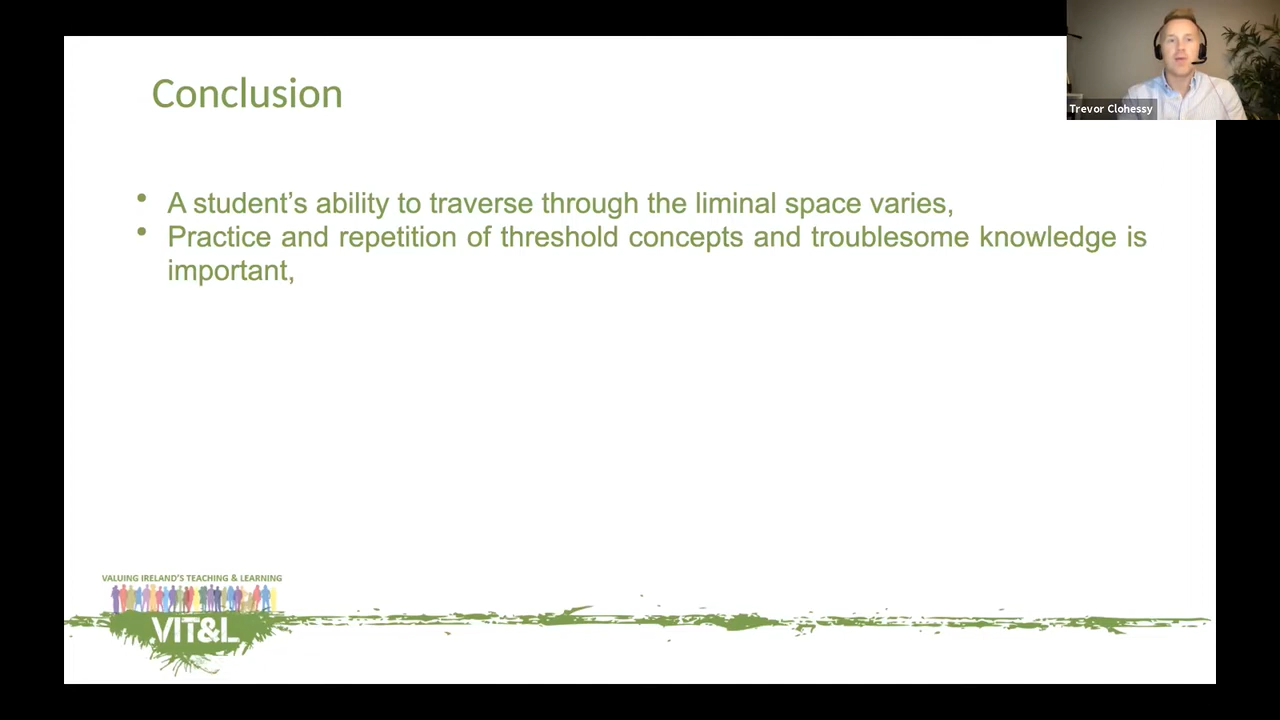 Conclusion
Trevor Clohessy
• A student’s ability to traverse through the liminal space varies,
• Practice and repetition of threshold concepts and troublesome knowledge is
important,
VALUING IRELAND'S TEACHING & LEARNING
VIT&L